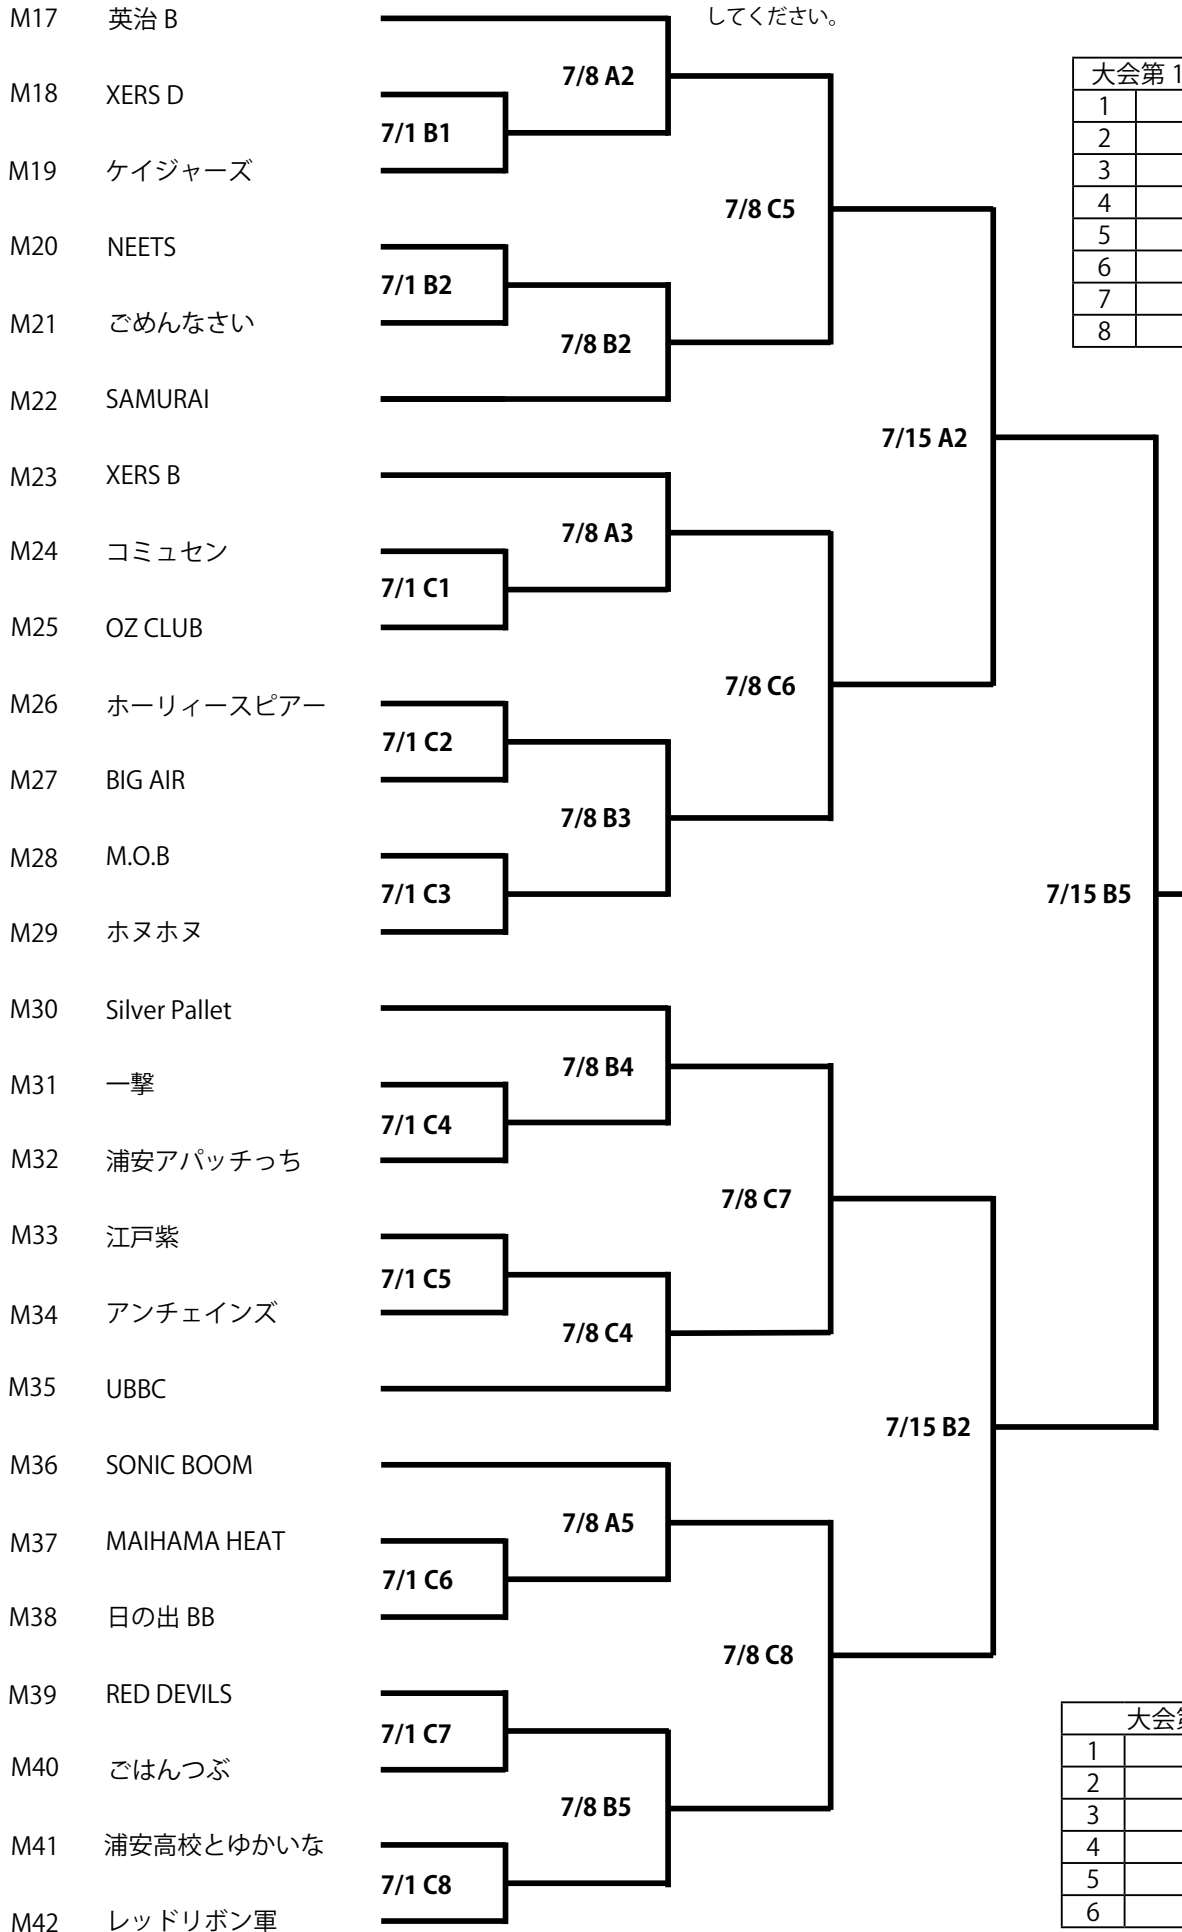 M17 英治 B
してください。
7/8 A2
M18 XERS D
7/1 B1
M19 ケイジャーズ
7/8 C5
M20 NEETS
7/1 B2
M21 ごめんなさい
7/8 B2
M22 SAMURAI
7/15 A2
M23 XERS B
7/8 A3
M24 コミュセン
7/1 C1
M25 OZ CLUB
7/8 C6
M26 ホーリィースピアー
7/1 C2
M27 BIG AIR
7/8 B3
M28 M.O.B
7/1 C3
7/15 B5
M29 ホヌホヌ
M30 Silver Pallet
7/8 B4
M31 一撃
7/1 C4
M32 浦安アパッチっち
7/8 C7
M33 江戸紫
7/1 C5
M34 アンチェインズ
7/8 C4
M35 UBBC
7/15 B2
M36 SONIC BOOM
7/8 A5
M37 MAIHAMA HEAT
7/1 C6
M38 日の出 BB
7/8 C8
M39 RED DEVILS
7/1 C7
M40 ごはんつぶ
7/8 B5
M41 浦安高校とゆかいな
7/1 C8
M42 レッドリボン軍
大会第 1
1
2
3
4
5
6
7
8
大会第
1
2
3
4
5
6